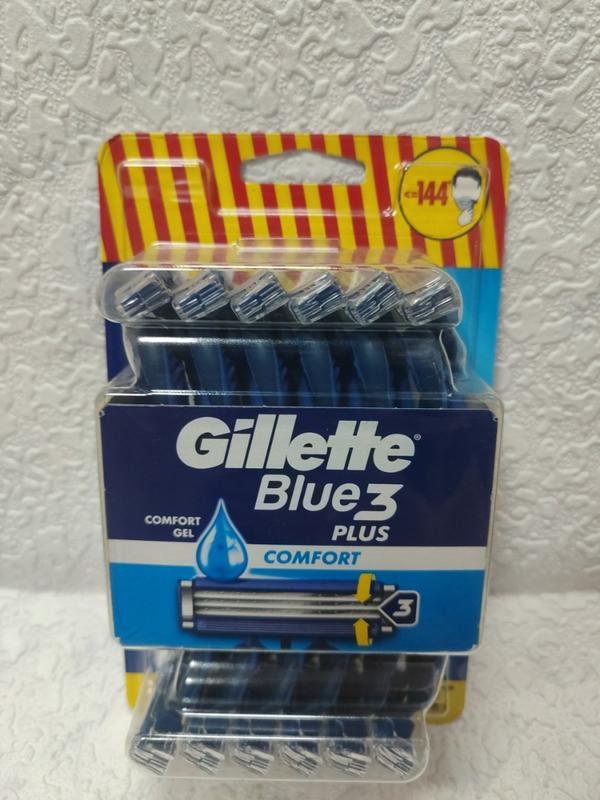 <=144
Gillette®
Blue3
PLUS
COMFORT
GEL
COMFORT
3